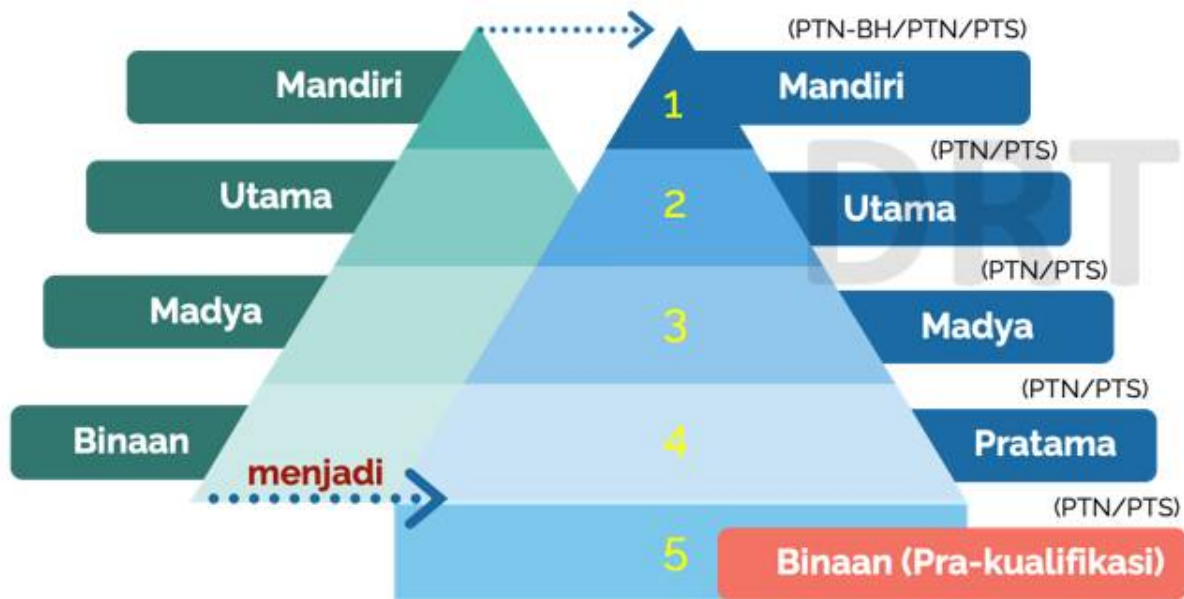 (PTN-BH/PTN/PTS)
Mandiri
1
Mandiri
(PTN/PTS)
Utama
2
Utama
DRT
(PTN/PTS)
Madya
3
Madya
(PTN/PTS)
Binaan
4
Pratama
menjadi
(PTN/PTS)
5
Binaan (Pra-kualifikasi)